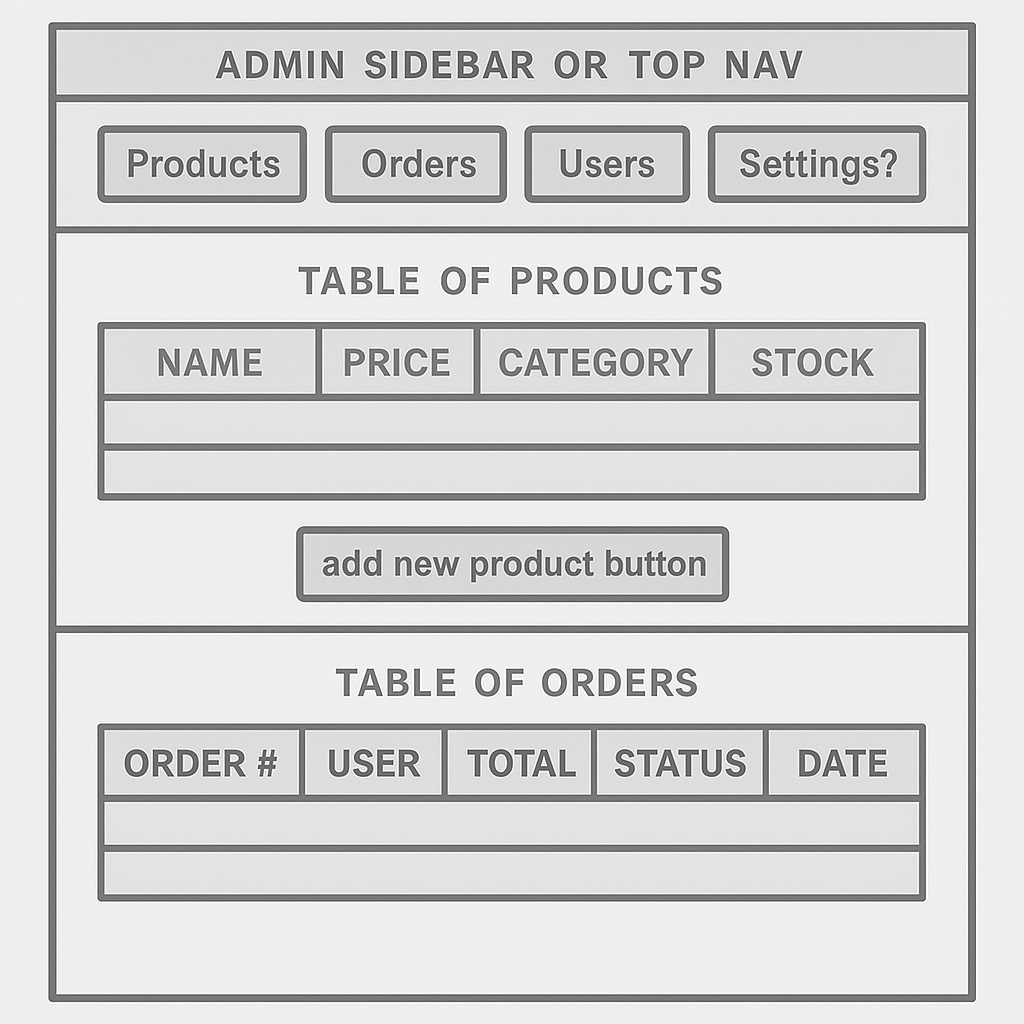 ADMIN SIDEBAR OR TOP NAV
Products Orders Users Settings?
TABLE OF PRODUCTS
NAME PRICE CATEGORY STOCK
add new product button
TABLE OF ORDERS
ORDER # USER TOTAL STATUS DATE